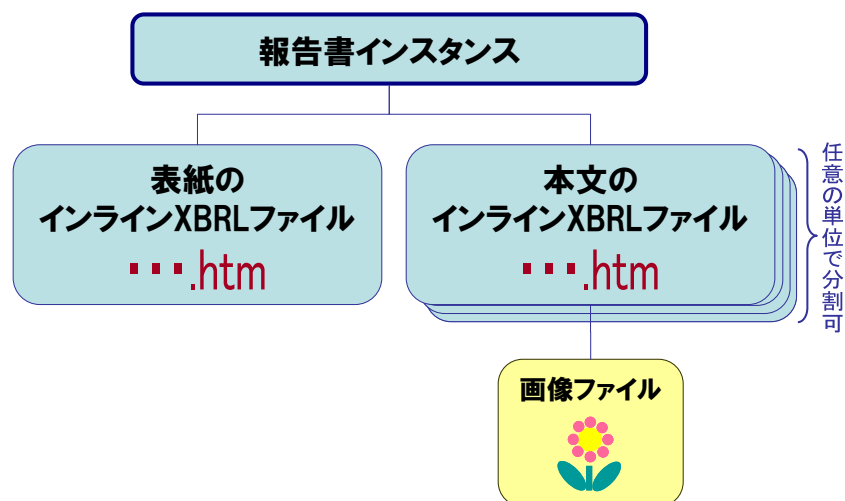 報告書インスタンス
表紙の
インラインXBRLファイル
▪▪▪.htm
本文の
インラインXBRLファイル
▪▪▪.htm
任意の単位で分割可
画像ファイル